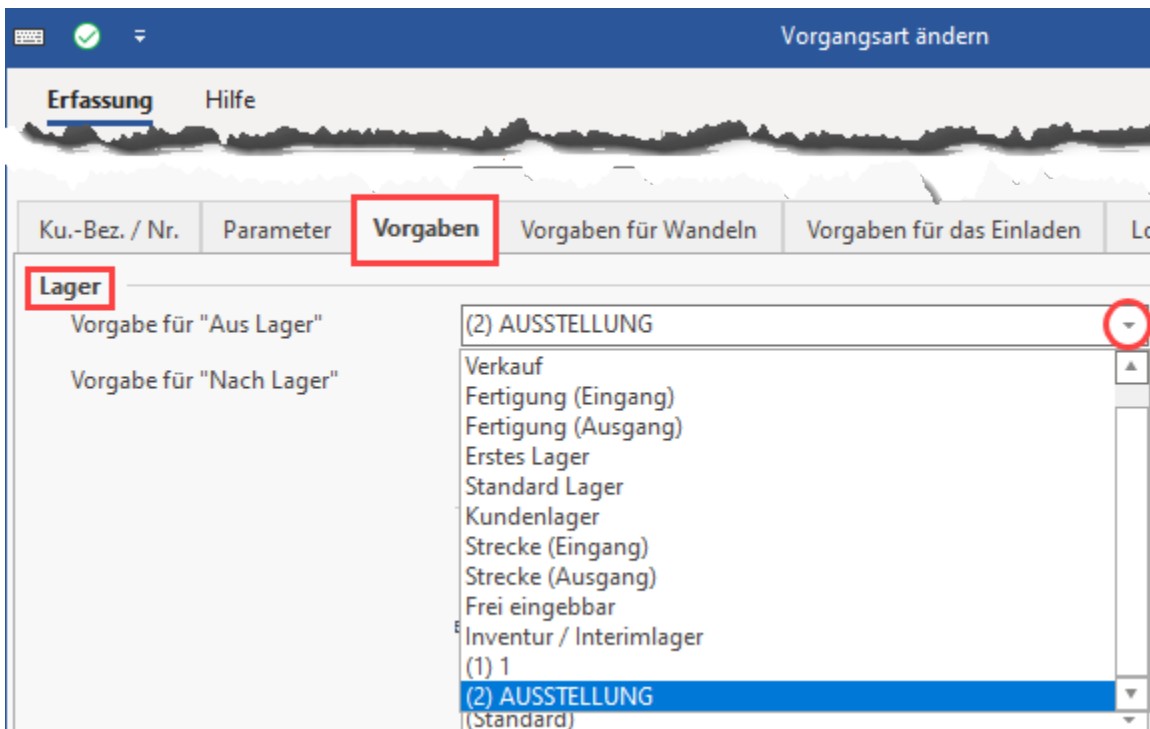 Vorgangsart ändern
Erfassung Hilfe
Ku.-Bez. / Nr. Parameter Vorgaben Vorgaben für Wandeln Vorgaben für das Einladen
Lager
Vorgabe für "Aus Lager" (2) AUSSTELLUNG
Vorgabe für "Nach Lager"
Verkauf
Fertigung (Eingang)
Fertigung (Ausgang)
Erstes Lager
Standard Lager
Kundenlager
Strecke (Eingang)
Strecke (Ausgang)
Frei eingebbar
Inventur / Interimlager
(1) 1
(2) AUSSTELLUNG
(Standard)